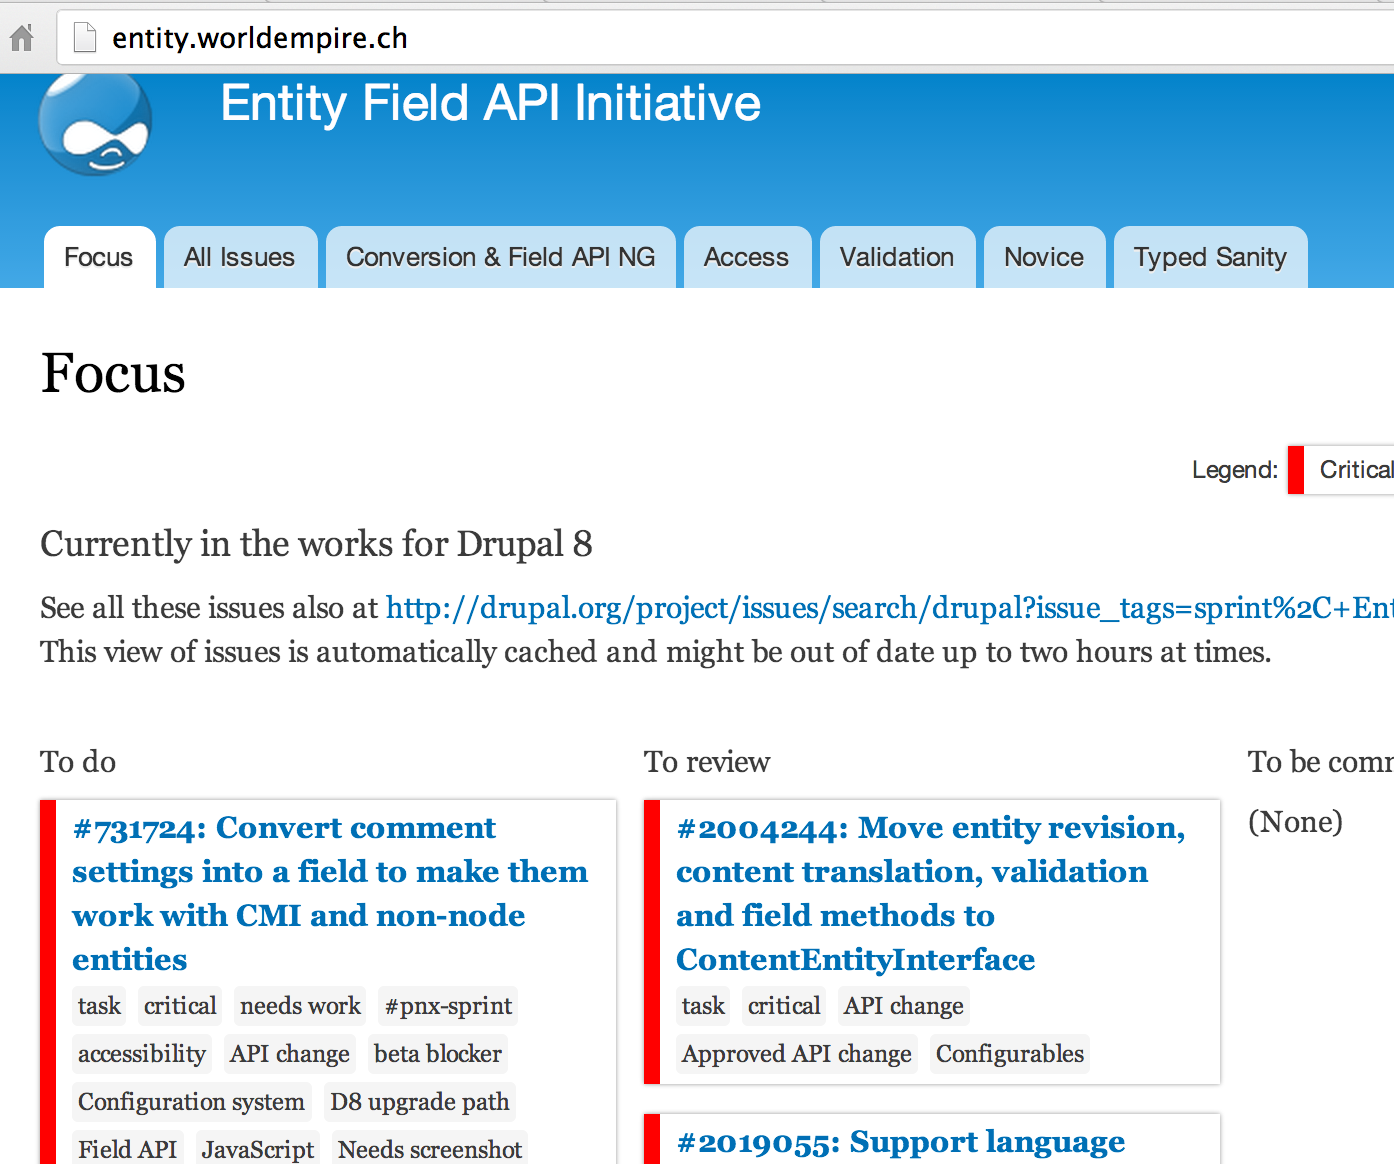 entity.worldempire.ch
Entity Field API Initiative
Focus All Issues Conversion & Field API NG Access Validation Novice Typed Sanity
Focus
Legend: Critical
Currently in the works for Drupal 8
See all these issues also at http://drupal.org/project/issues/search/drupal?issue_tags=sprint%2C+Ent
This view of issues is automatically cached and might be out of date up to two hours at times.
To do
#731724: Convert comment
settings into a field to make them
work with CMI and non-node
entities
task critical needs work #pnx-sprint
accessibility API change beta blocker
Configuration system D8 upgrade path
Field API JavaScript Needs screenshot
To review
#2004244: Move entity revision,
content translation, validation
and field methods to
ContentEntityInterface
task critical API change
Approved API change Configurables
#2019055: Support language
To be com
(None)